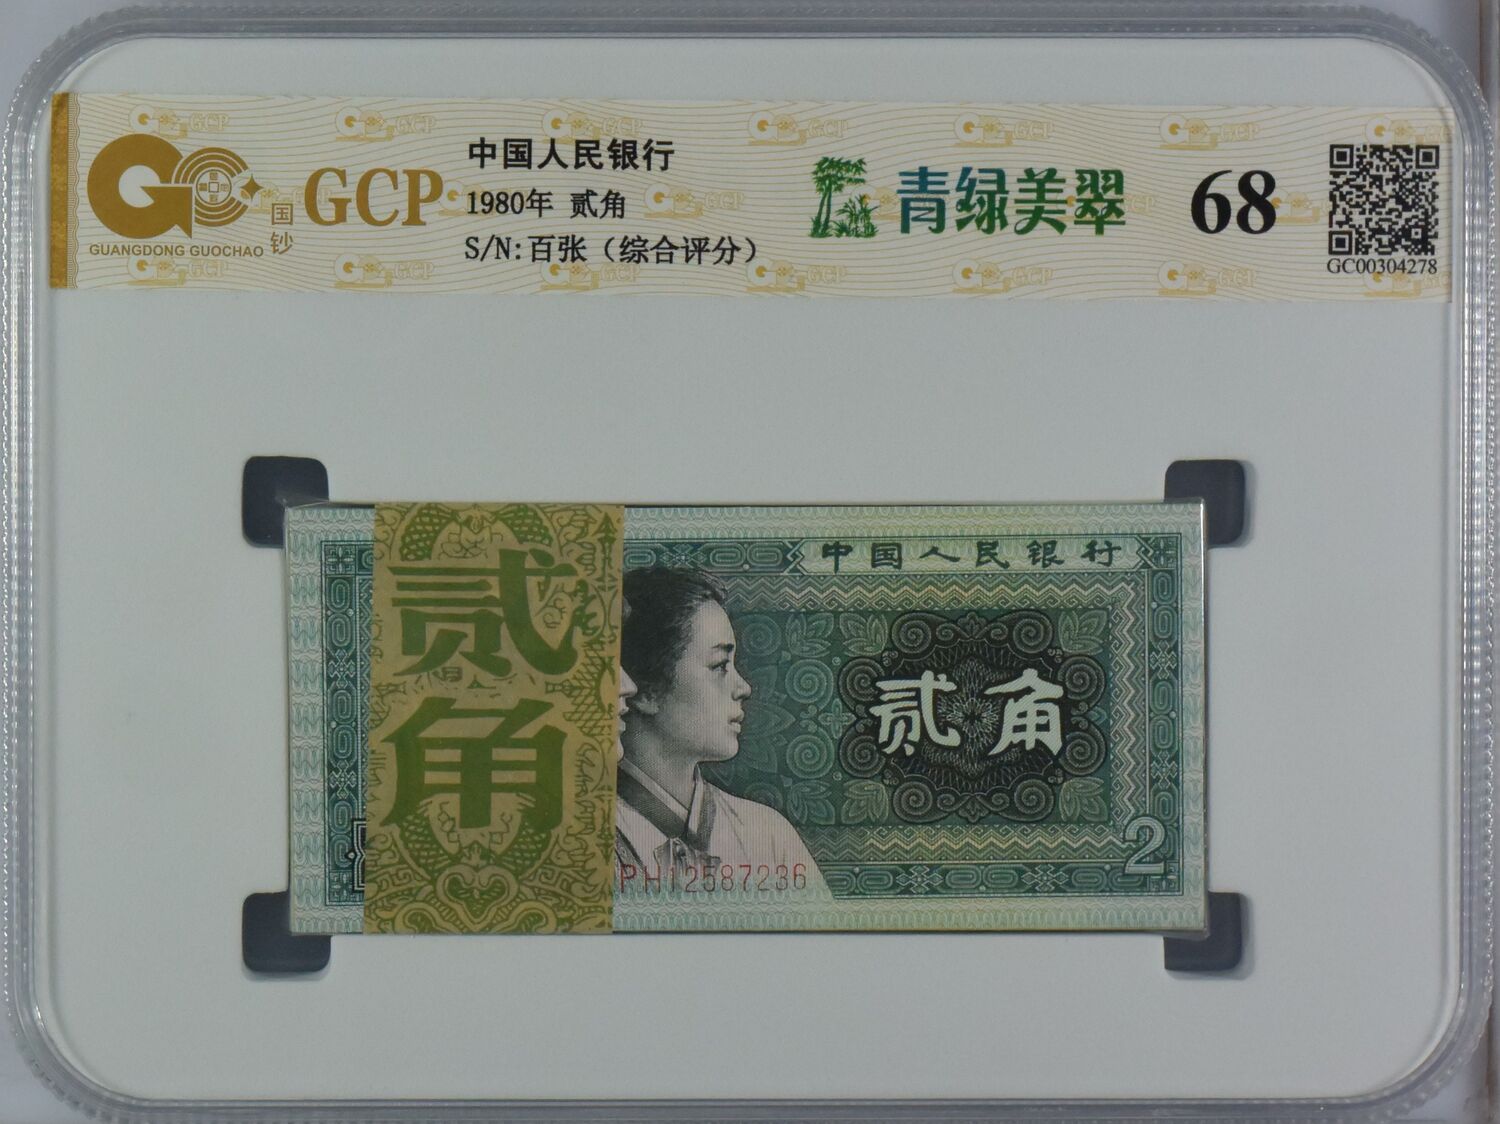 中国人民银行
GCP
1980年 贰角
S/N:百张（综合评分）
国钞
GUANGDONG GUOCHAO
青绿美翠
68
GC00304278
中国人民银行
贰角
贰角
PH12587236
2